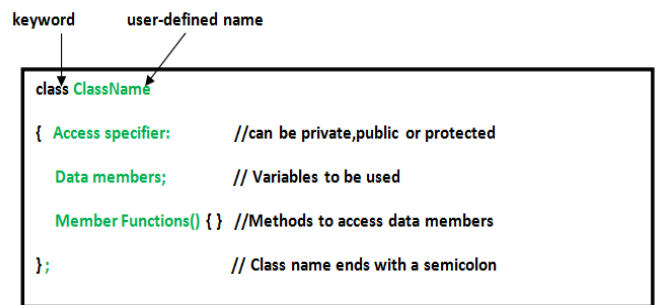 keyword user-defined name
class ClassName
{ Access specifier: //can be private,public or protected
Data members; // Variables to be used
Member Functions() { } //Methods to access data members
} ; // Class name ends with a semicolon